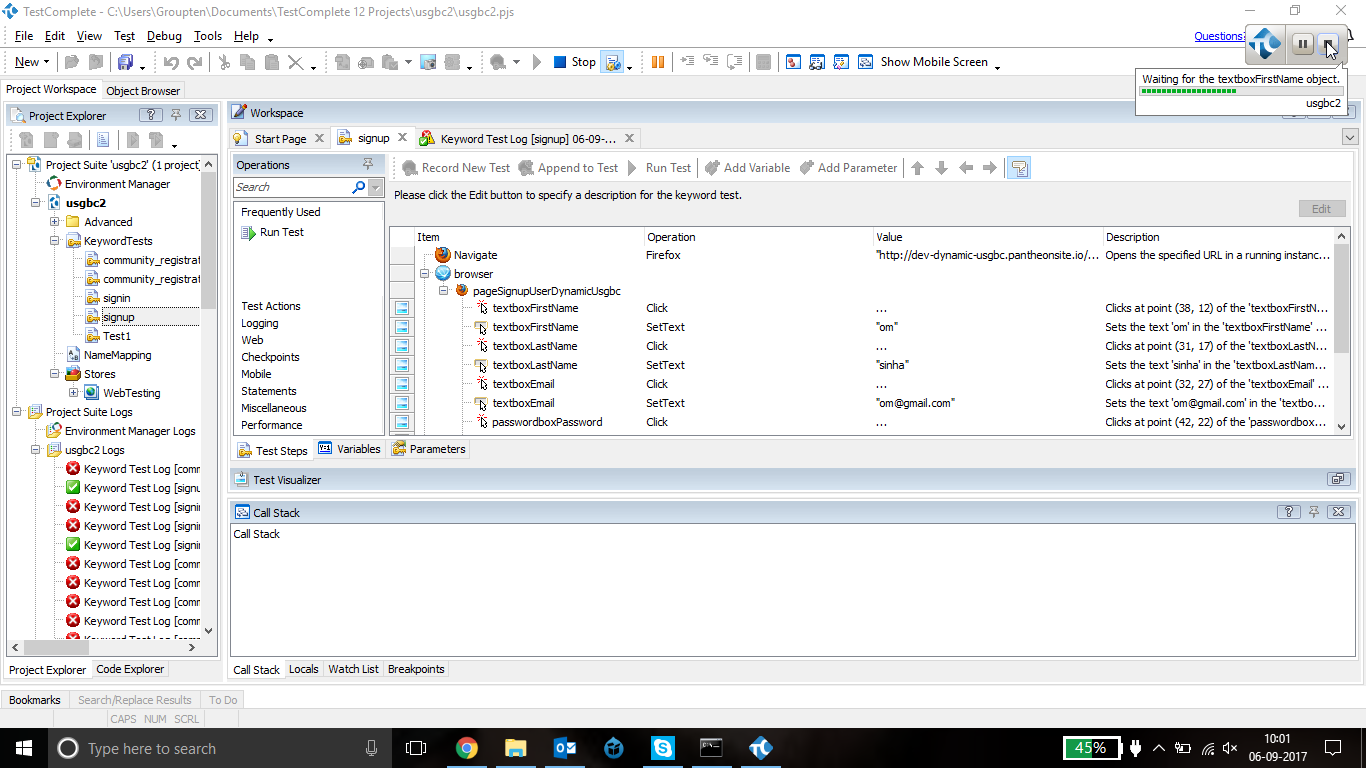 TestComplete - C:\Users\Groupten\Documents\TestComplete 12 Projects\usgbc2\usgbc2.pjs
File Edit View Test Debug Tools Help
Questions
New Stop Show Mobile Screen
Waiting for the textboxFirstName object.
usgbc2
Project Workspace Object Browser
Project Explorer
Workspace
Start Page signup Keyword Test Log [signup] 06-09-...
Project Suite 'usgbc2' (1 project)
Environment Manager
usgbc2
Advanced
KeywordTests
community_registrat
community_registrat
signin
signup
Test1
NameMapping
Stores
WebTesting
Project Suite Logs
Environment Manager Logs
usgbc2 Logs
Keyword Test Log [comm
Keyword Test Log [signu
Keyword Test Log [signin
Keyword Test Log [signin
Keyword Test Log [signin
Keyword Test Log [comm
Keyword Test Log [comm
Keyword Test Log [comm
Keyword Test Log [comm
Project Explorer Code Explorer
Operations
Search
Frequently Used
Run Test
Test Actions
Logging
Web
Checkpoints
Mobile
Statements
Miscellaneous
Performance
Record New Test Append to Test Run Test Add Variable Add Parameter
Please click the Edit button to specify a description for the keyword test.
Edit
Item Operation Value Description
Navigate Firefox "http://dev-dynamic-usgbc.pantheonsite.io/... Opens the specified URL in a running instanc...
browser
pageSignupUserDynamicUsgbc
textboxFirstName Click ... Clicks at point (38, 12) of the 'textboxFirstN...
textboxFirstName SetText "om" Sets the text 'om' in the 'textboxFirstName' ...
textboxLastName Click ... Clicks at point (31, 17) of the 'textboxLastN...
textboxLastName SetText "sinha" Sets the text 'sinha' in the 'textboxLastNam...
textboxEmail Click ... Clicks at point (32, 27) of the 'textboxEmail' ...
textboxEmail SetText "om@gmail.com" Sets the text 'om@gmail.com' in the 'textbo...
passwordboxPassword Click ... Clicks at point (42, 22) of the 'passwordbox...
Test Steps Variables Parameters
Test Visualizer
Call Stack
Call Stack
Call Stack Locals Watch List Breakpoints
Bookmarks Search/Replace Results To Do
CAPS NUM SCRL
Type here to search
45%
10:01
06-09-2017